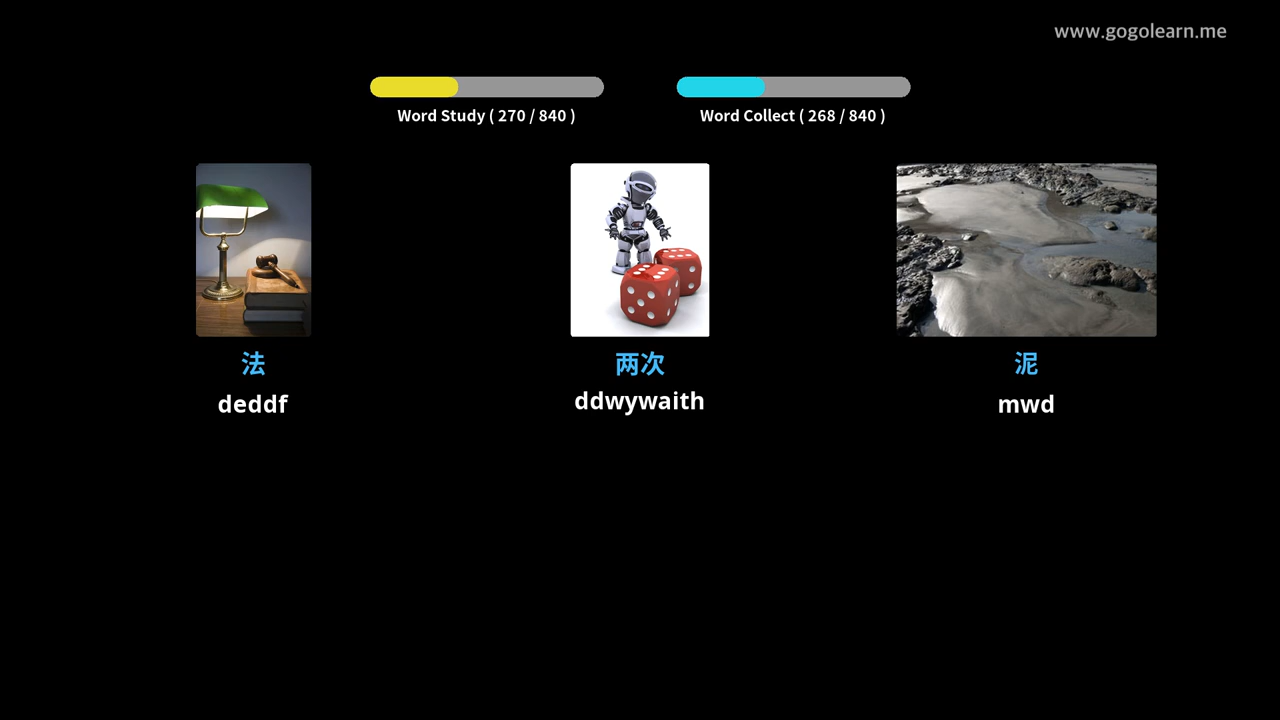 www.gogolearn.me
Word Study ( 270 / 840 )
Word Collect ( 268 / 840 )
法
两次
泥
deddf
ddwywaith
mwd